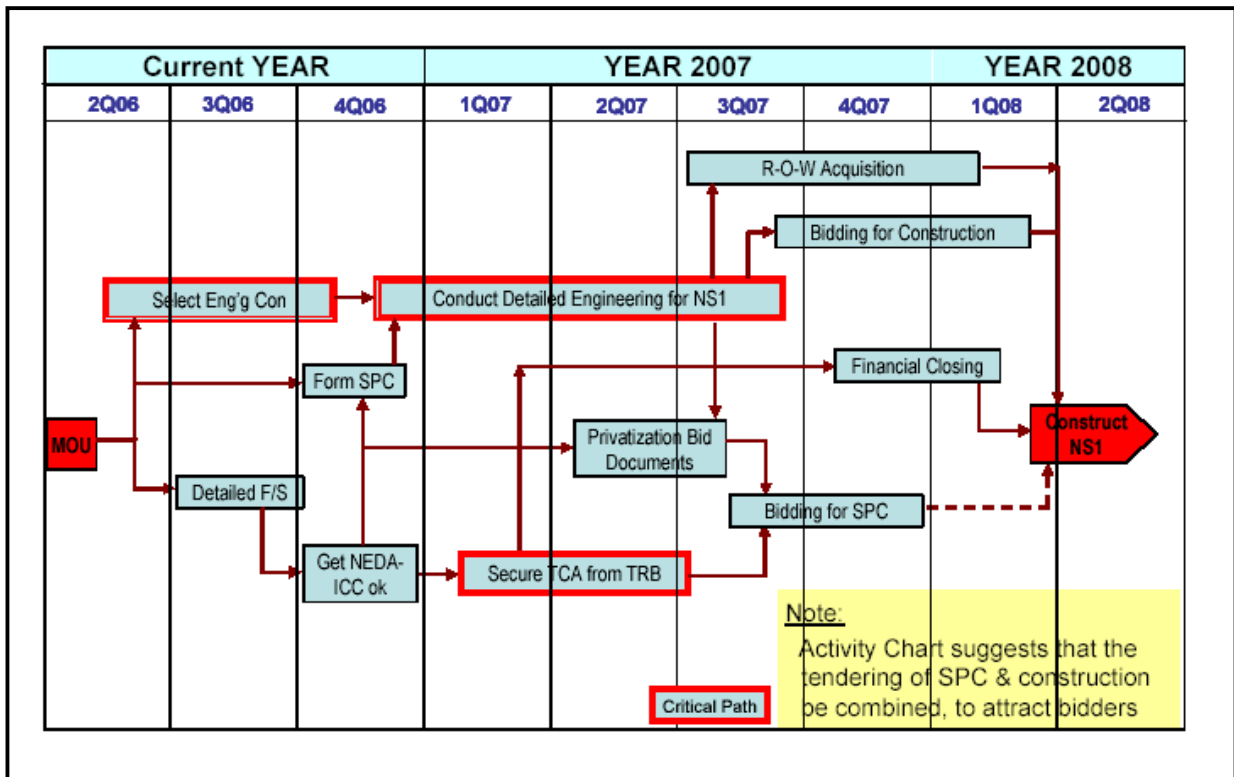 Current YEAR
YEAR 2007
YEAR 2008
2Q06
3Q06
4Q06
1Q07
2Q07
3Q07
4Q07
1Q08
2Q08
R-O-W Acquisition
Bidding for Construction
Select Eng'g Con
Conduct Detailed Engineering for NS1
Form SPC
Financial Closing
MOU
Privatization Bid
Documents
Construct
NS1
Detailed F/S
Bidding for SPC
Get NEDA-
ICC ok
Secure TCA from TRB
Note:
Activity Chart suggests that the
tendering of SPC & construction
be combined, to attract bidders
Critical Path